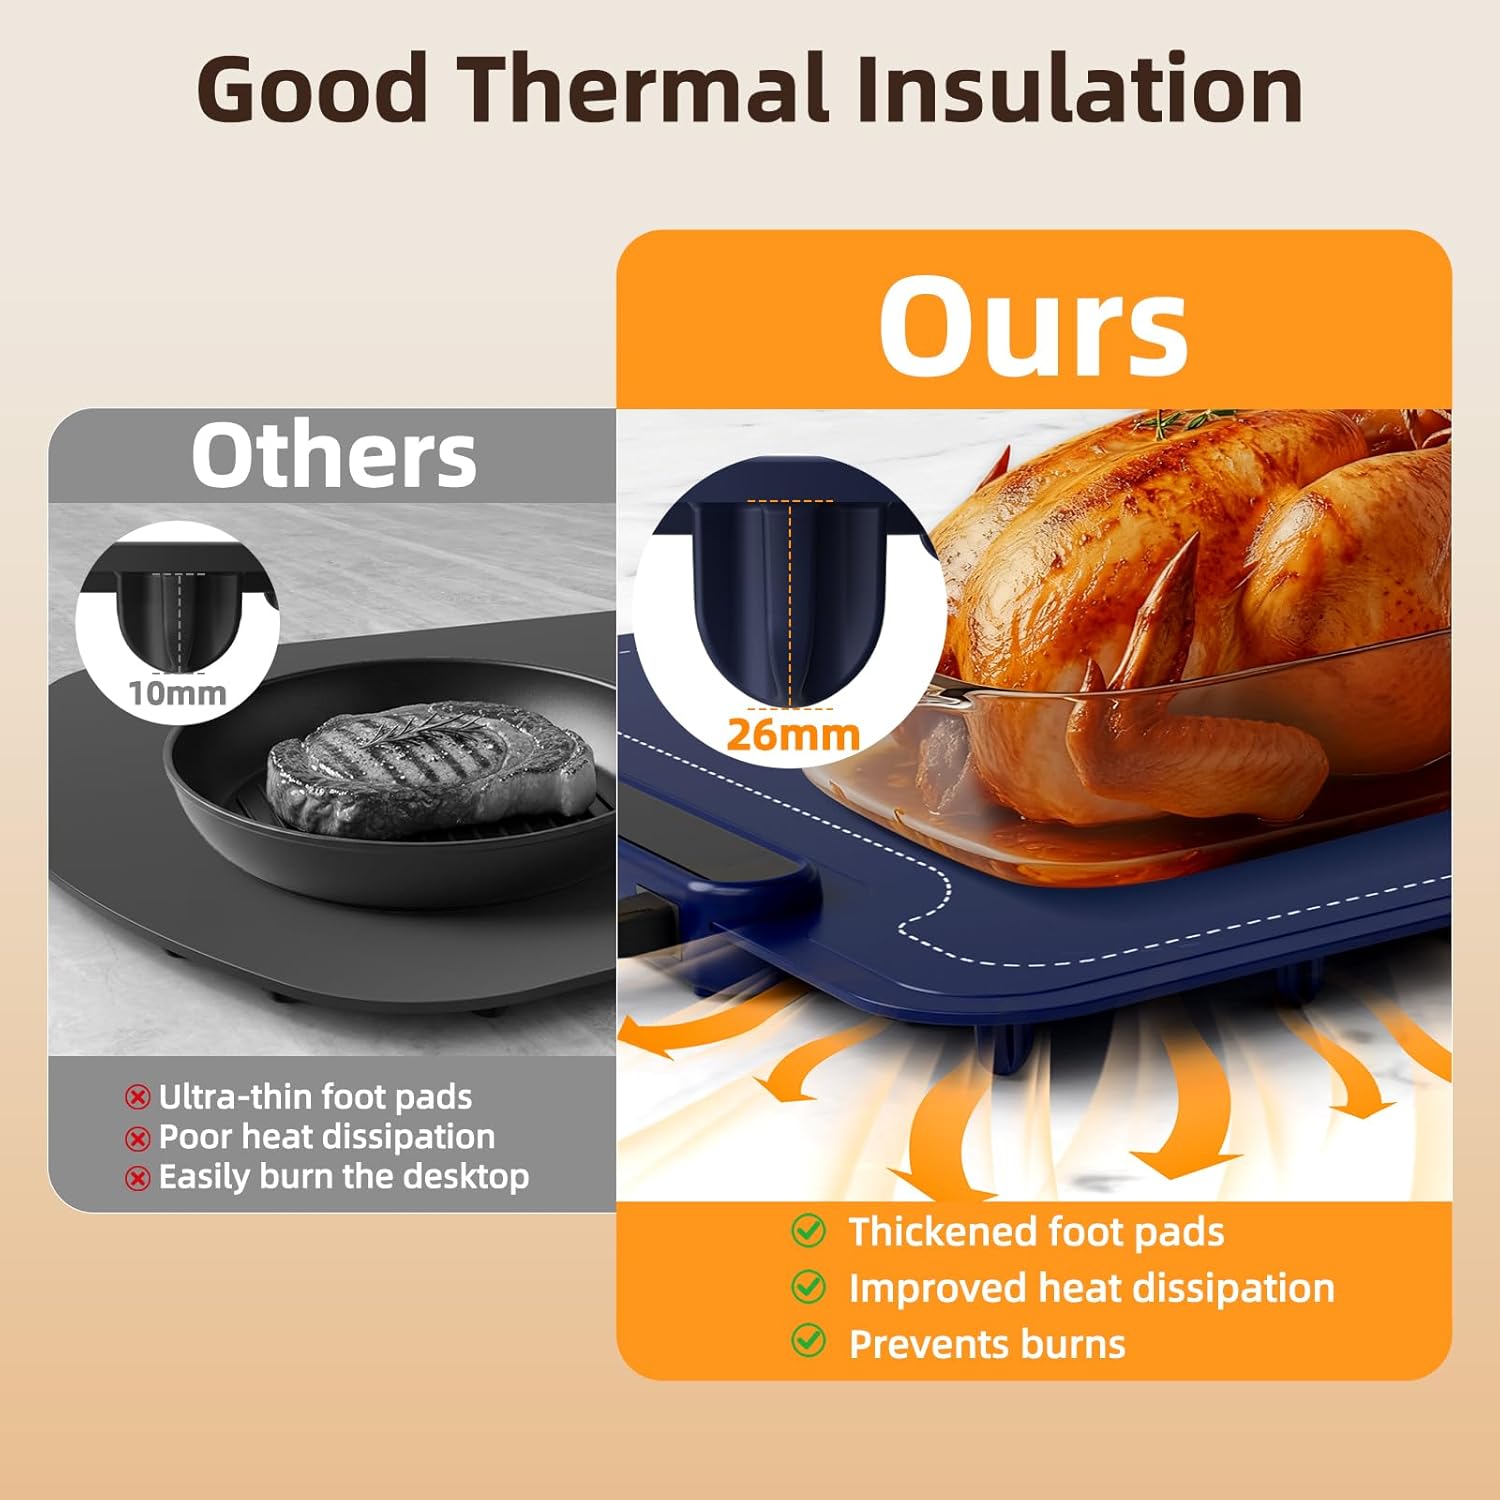 Good Thermal Insulation
Others
10mm
Ultra-thin foot pads
Poor heat dissipation
Easily burn the desktop
Ours
26mm
Thickened foot pads
Improved heat dissipation
Prevents burns